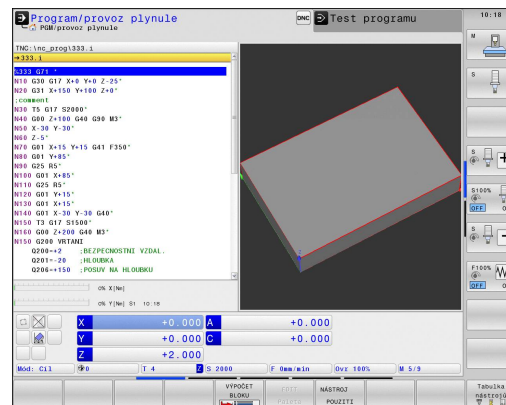 Program/provoz plynule
PGM/provoz plynule
DNC
Test programu
10:18
TNC:\nc_prog\333.i
→333.i
%333 G71 *
N10 G30 G17 X+0 Y+0 Z-25*
N20 G31 X+150 Y+100 Z+0*
;comment
N30 T5 G17 S2000*
N40 G00 Z+100 G40 G90 M3*
N50 X-30 Y-30*
N60 Z-5*
N70 G01 X+15 Y+15 G41 F350*
N80 G01 Y+85*
N90 G25 R5*
N100 G01 X+85*
N110 G25 R5*
N120 G01 Y+15*
N130 G01 X+15*
N140 G01 X-30 Y-30 G40*
N150 T3 G17 S1500*
N160 G00 Z+200 G40 M3*
N150 G200 VRTANI
Q200=+2 ;BEZPECNOSTNI VZDAL.
Q201=-20 ;HLOUBKA
Q206=+150 ;POSUV NA HLOUBKU
0% X[Nm]
0% Y[Nm] S1 10:18
X +0.000 A +0.000
Y +0.000 C +0.000
Z +2.000
Mód: Cíl 0 T 4 Z S 2000 F 0mm/min Ovr 100% M 5/9
M
S
S
S100%
OFF
S
F100%
OFF
VÝPOČET
BLOKU
NÁSTROJ
POUZITI
Tabulka
nástrojů